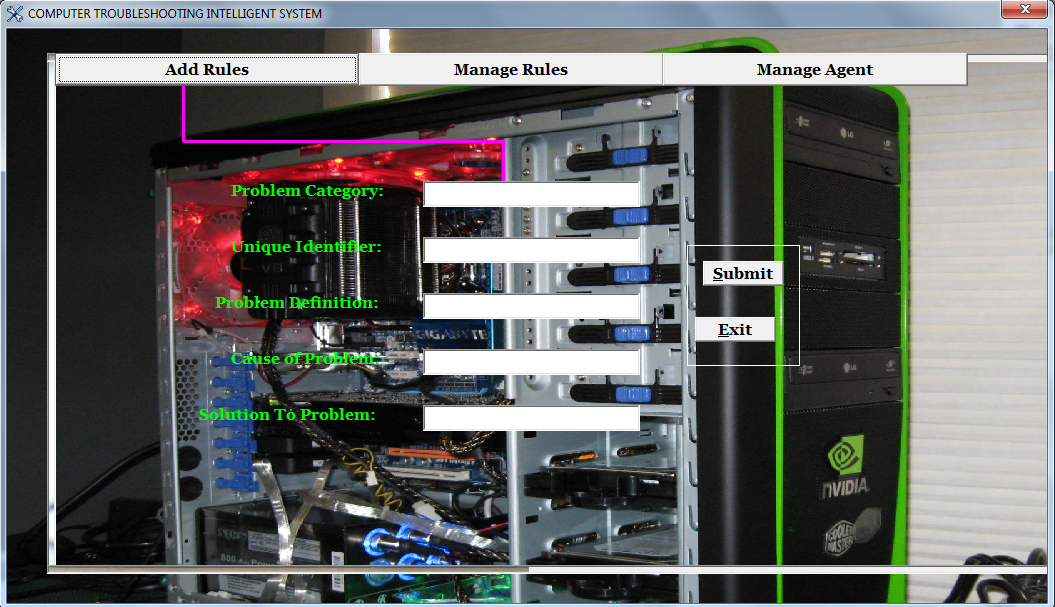 COMPUTER TROUBLESHOOTING INTELLIGENT SYSTEM
Add Rules
Manage Rules
Manage Agent
Problem Category:
Unique Identifier:
Problem Definition:
Cause of Problem:
Solution To Problem:
Submit
Exit
LG
LG
V8
NVIDIA
COOLER
MASTER